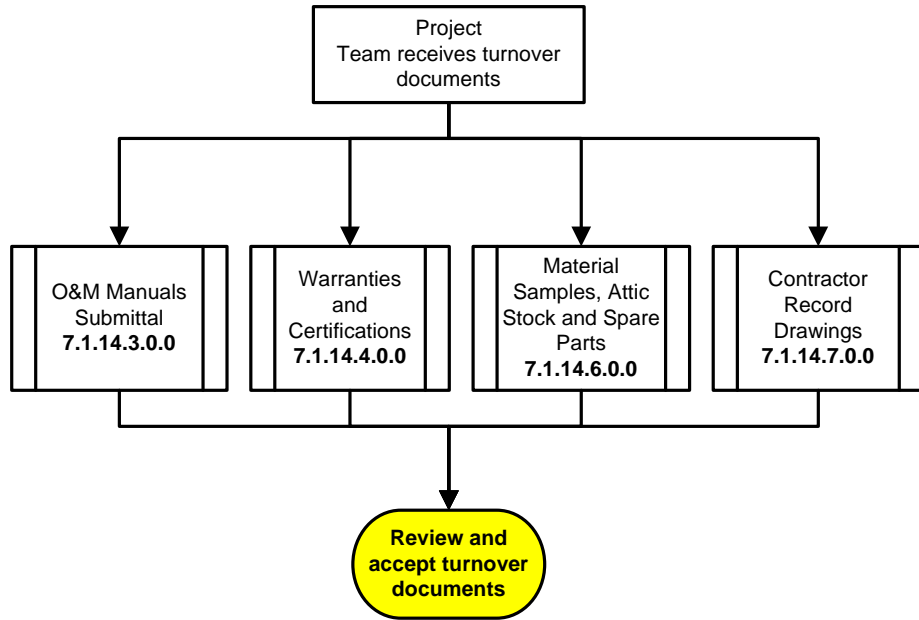 Project
Team receives turnover
documents
O&M Manuals
Submittal
7.1.14.3.0.0
Warranties
and
Certifications
7.1.14.4.0.0
Material
Samples, Attic
Stock and Spare
Parts
7.1.14.6.0.0
Contractor
Record
Drawings
7.1.14.7.0.0
Review and
accept turnover
documents